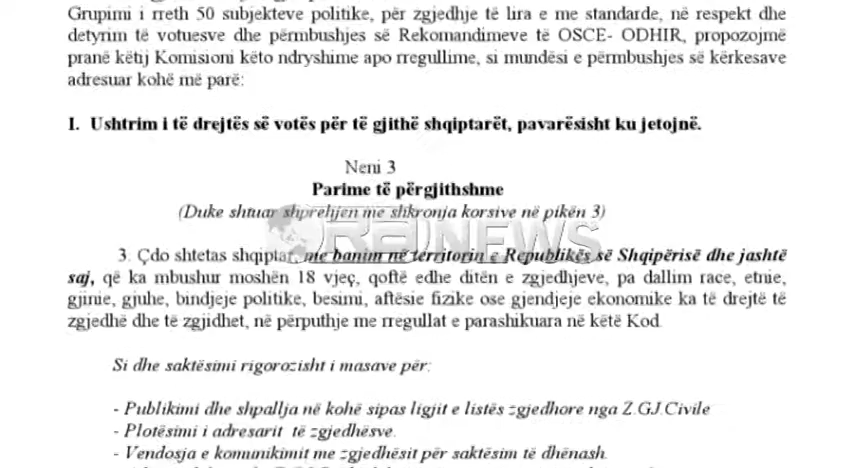 Grupimi i rreth 50 subjekteve politike, për zgjedhje të lira e me standarde, në respekt dhe
detyrim të votuesve dhe përmbushjes së Rekomandimeve të OSCE- ODHIR, propozojmë
pranë këtij Komisioni këto ndryshime apo rregullime, si mundësi e përmbushjes së kërkesave
adresuar kohë më parë:
I. Ushtrim i të drejtës së votës për të gjithë shqiptarët, pavarësisht ku jetojnë.
Neni 3
Parime të përgjithshme
(Duke shtuar shprehjen me shkronja korsive në pikën 3)
REJNEWS
3. Çdo shtetas shqiptar, me banim në territorin e Republikës së Shqipërisë dhe jashtë
saj, që ka mbushur moshën 18 vjeç, qoftë edhe ditën e zgjedhjeve, pa dallim race, etnie,
gjinie, gjuhe, bindjeje politike, besimi, aftësie fizike ose gjendjeje ekonomike ka të drejtë të
zgjedhë dhe të zgjidhet, në përputhje me rregullat e parashikuara në këtë Kod.
Si dhe saktësimi rigorozisht i masave për:
- Publikimi dhe shpallja në kohë sipas ligjit e listës zgjedhore nga Z.GJ.Civile
- Plotësimi i adresarit të zgjedhësve.
- Vendosja e komunikimit me zgjedhësit për saktësim të dhënash.